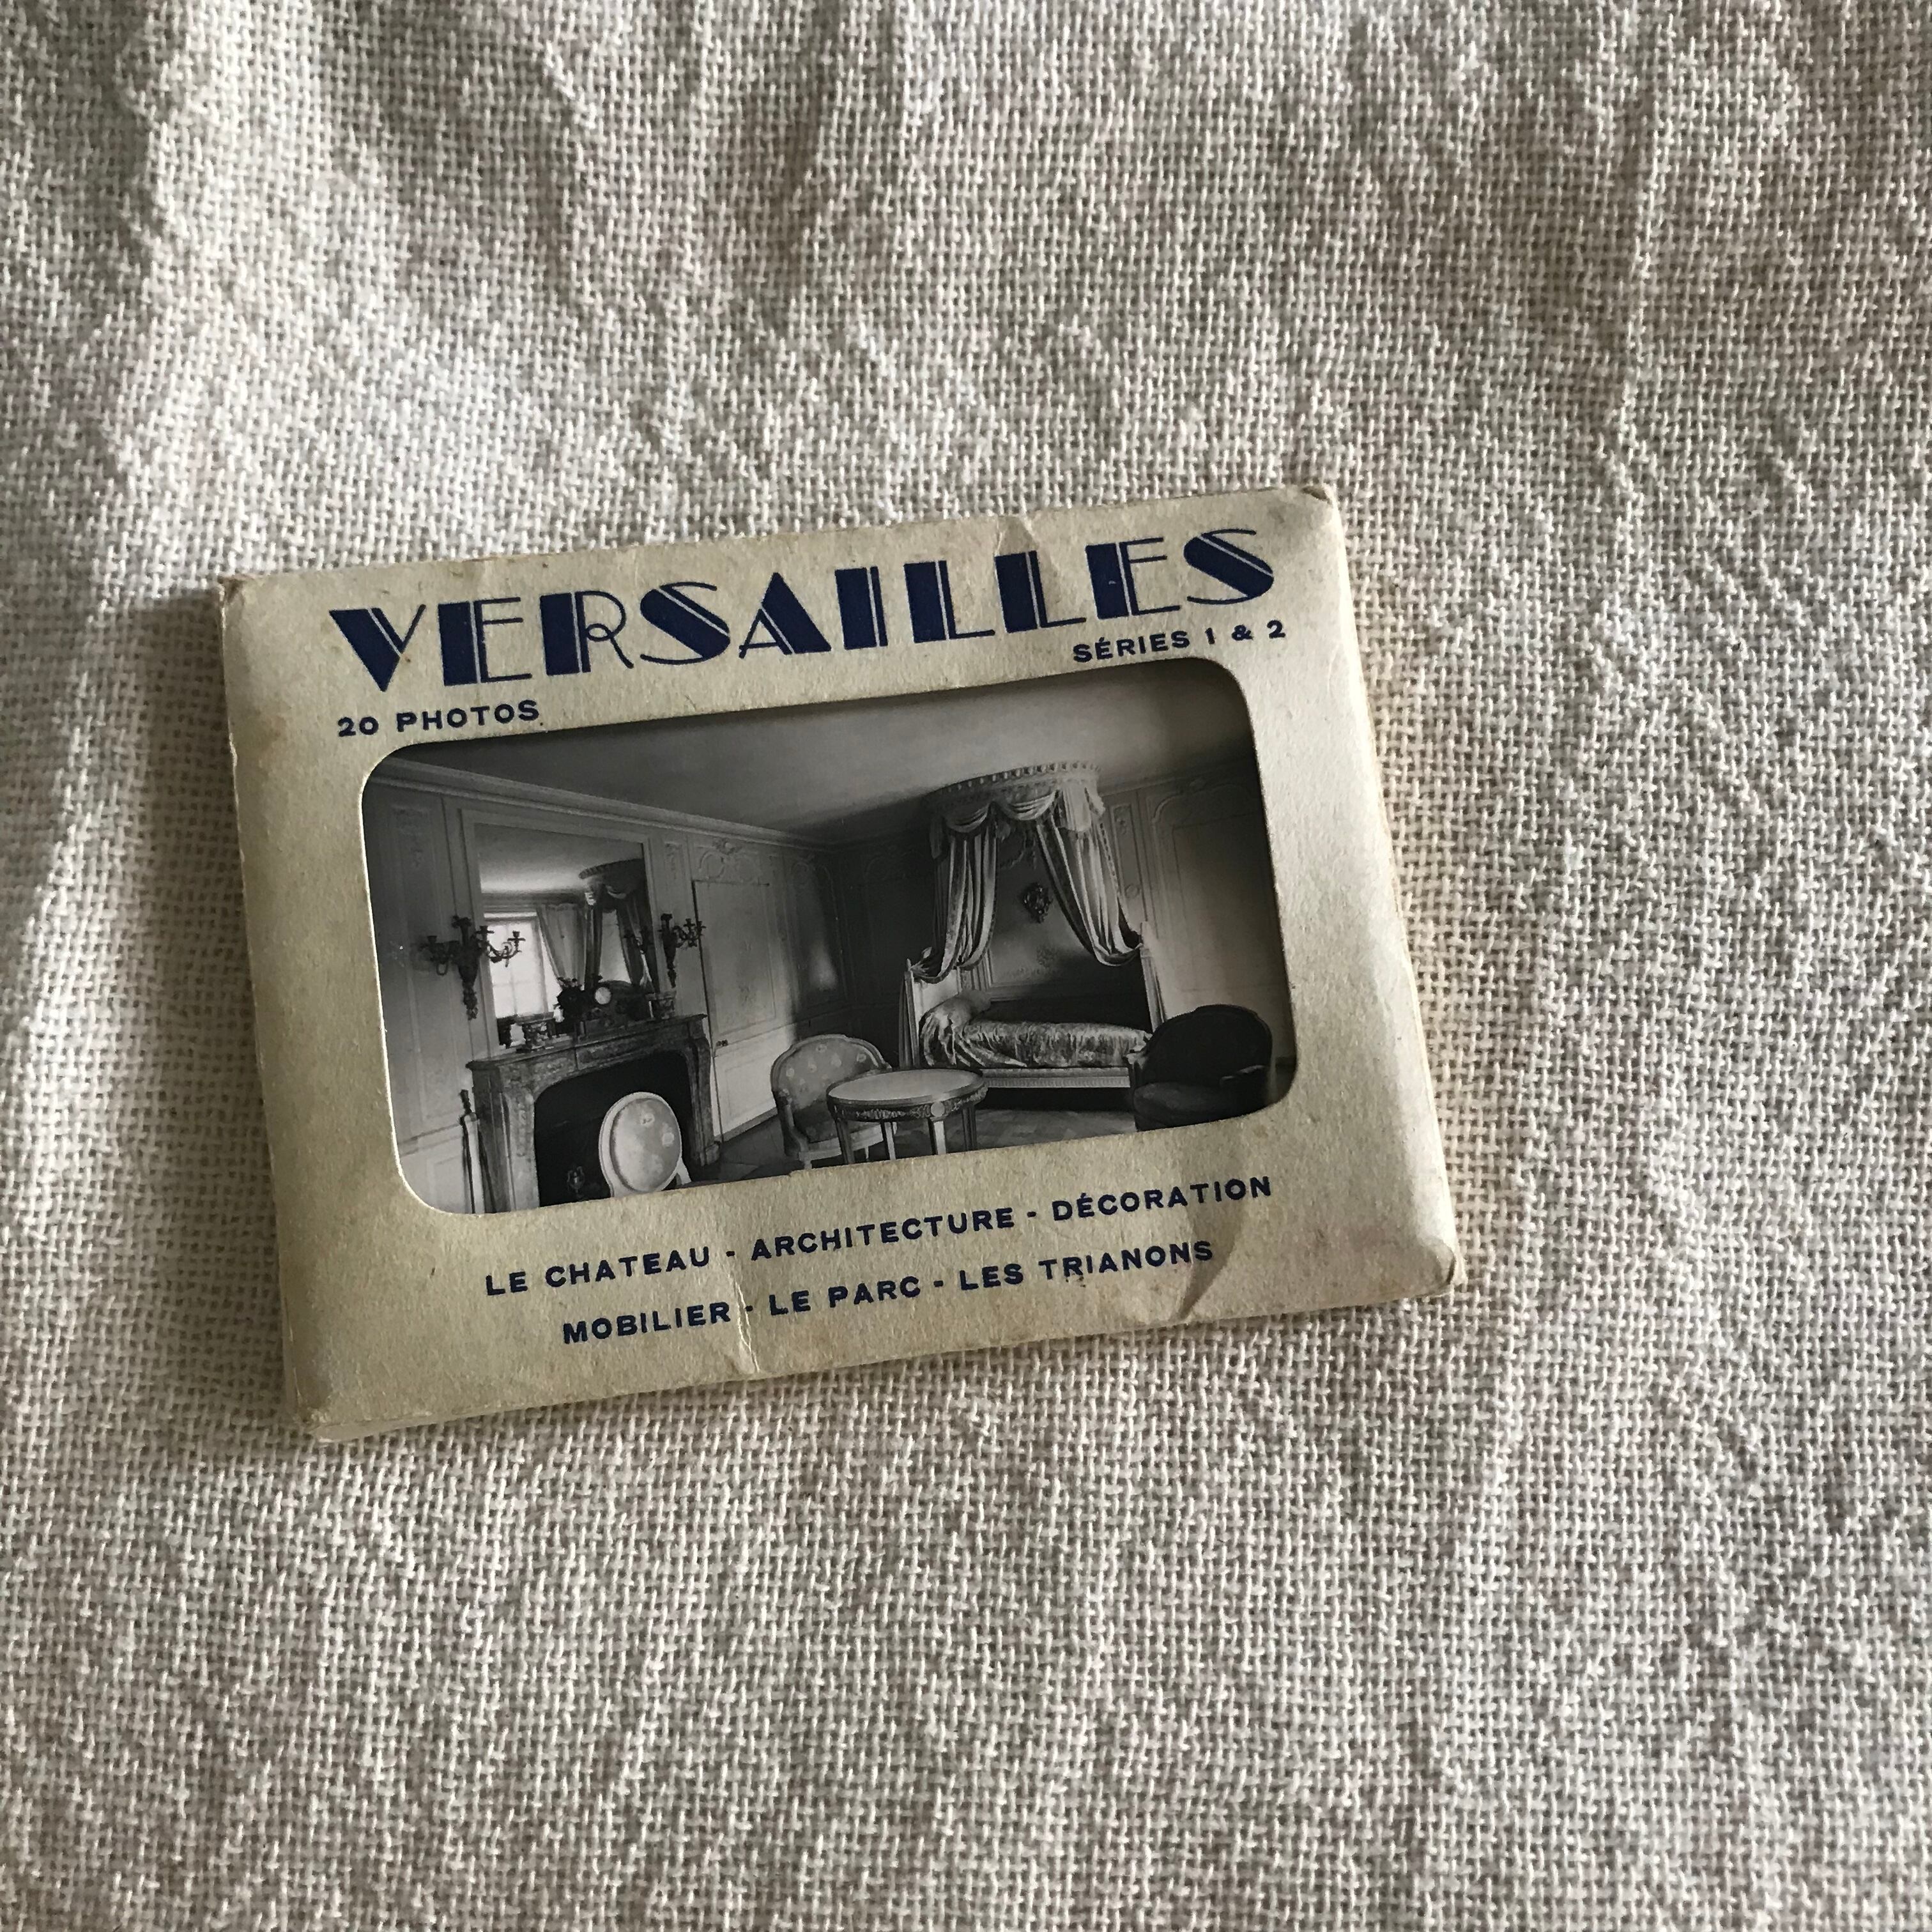 VERSAILLES
SÉRIES 1 & 2
20 PHOTOS
LE CHATEAU - ARCHITECTURE - DÉCORATION
MOBILIER - LE PARC - LES TRIANONS